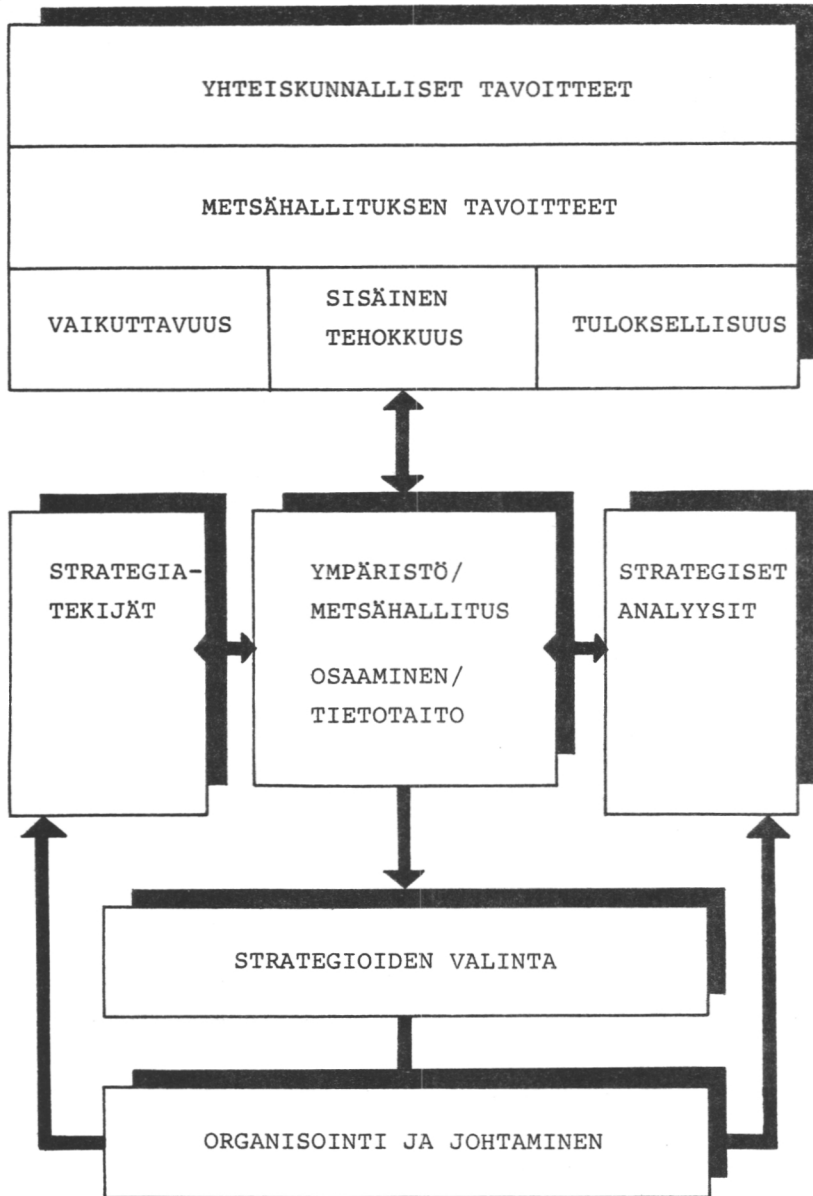 YHTEISKUNNALLISET TAVOITTEET
METSÄHALLITUKSEN TAVOITTEET
VAIKUTTAVUUS
SISÄINEN
TEHOKKUUS
TULOKSELLISUUS
STRATEGIA-
TEKIJÄT
YMPÄRISTÖ/
METSÄHALLITUS
OSAAMINEN/
TIETOTAITO
STRATEGISET
ANALYYSIT
STRATEGIOIDEN VALINTA
ORGANISOINTI JA JOHTAMINEN